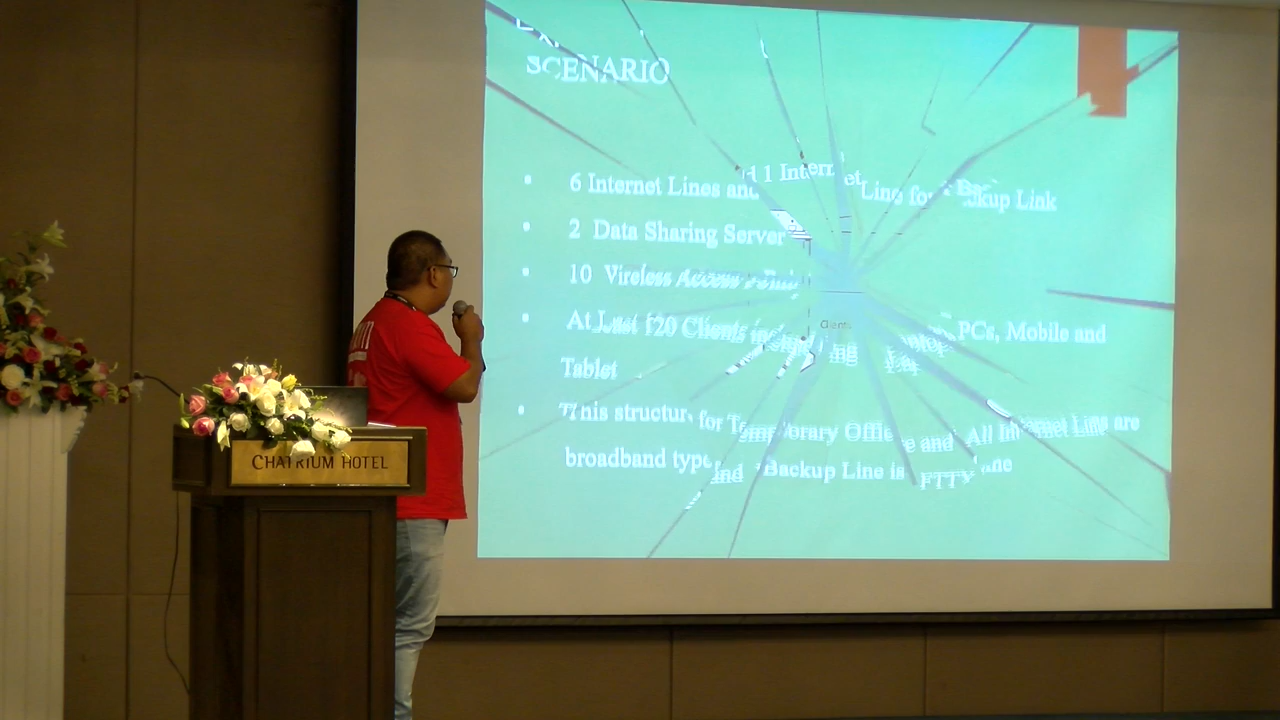 SCENARIO
6 Internet Lines and 1 Internet Line for Backup Link
2 Data Sharing Server
10 Wireless Access Point
At Least 120 Clients including Laptop, PCs, Mobile and
Tablet
This structure for Temporary Office and All Internet Line are
broadband type and Backup Line is FTTX Line
Clients
CHATRIUM HOTEL